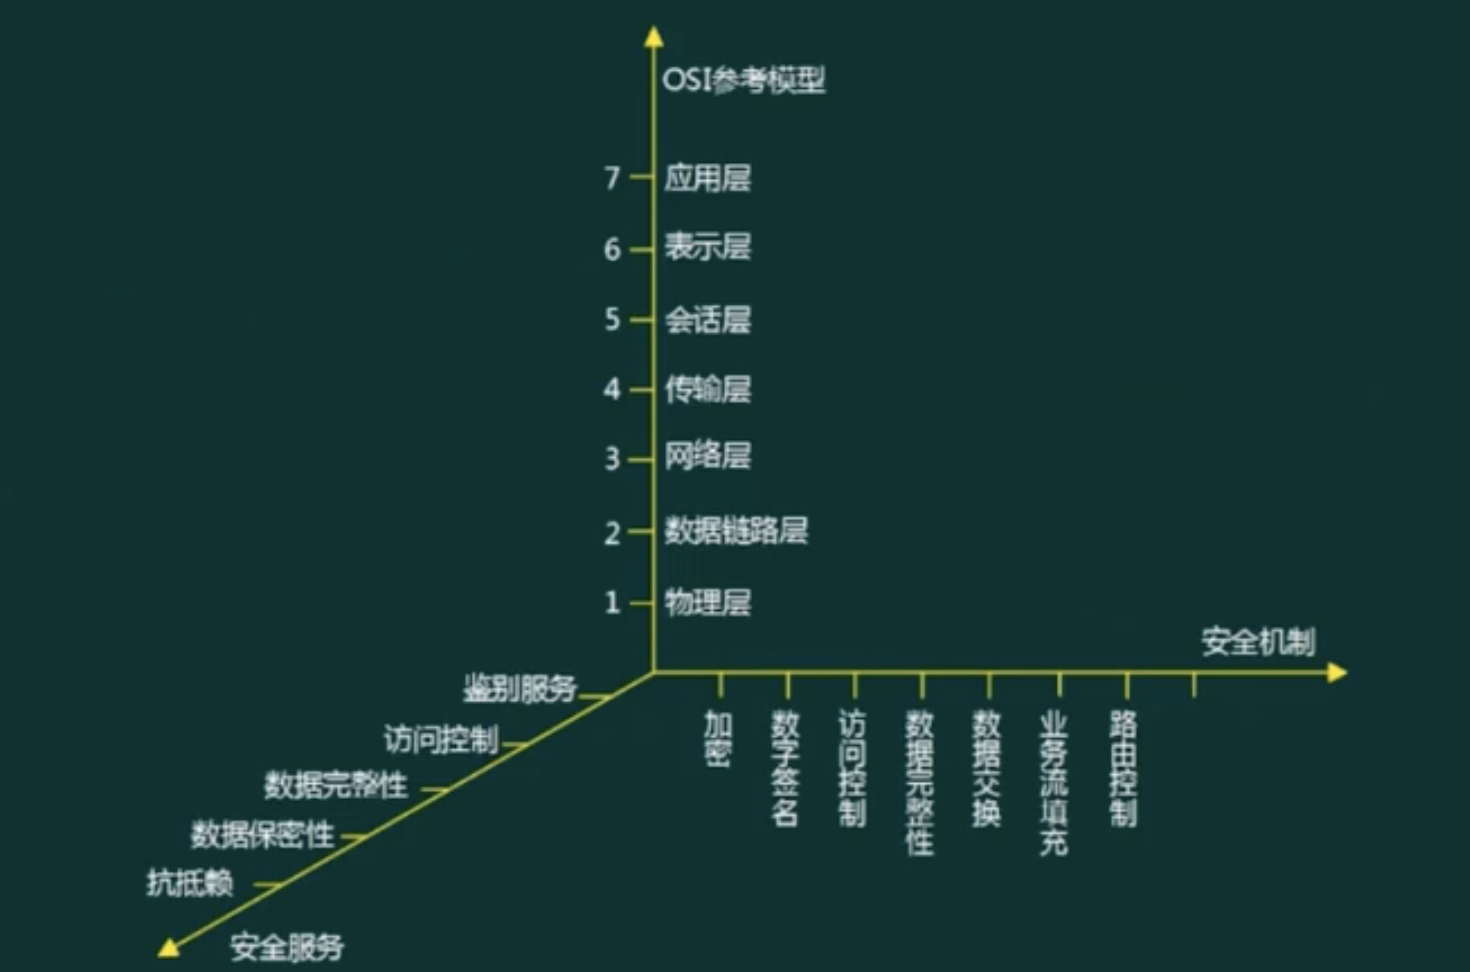 OSI参考模型
7 应用层
6 表示层
5 会话层
4 传输层
3 网络层
2 数据链路层
1 物理层
安全机制
加密
数字签名
访问控制
数据完整性
数据交换
业务流填充
路由控制
鉴别服务
访问控制
数据完整性
数据保密性
抗抵赖
安全服务